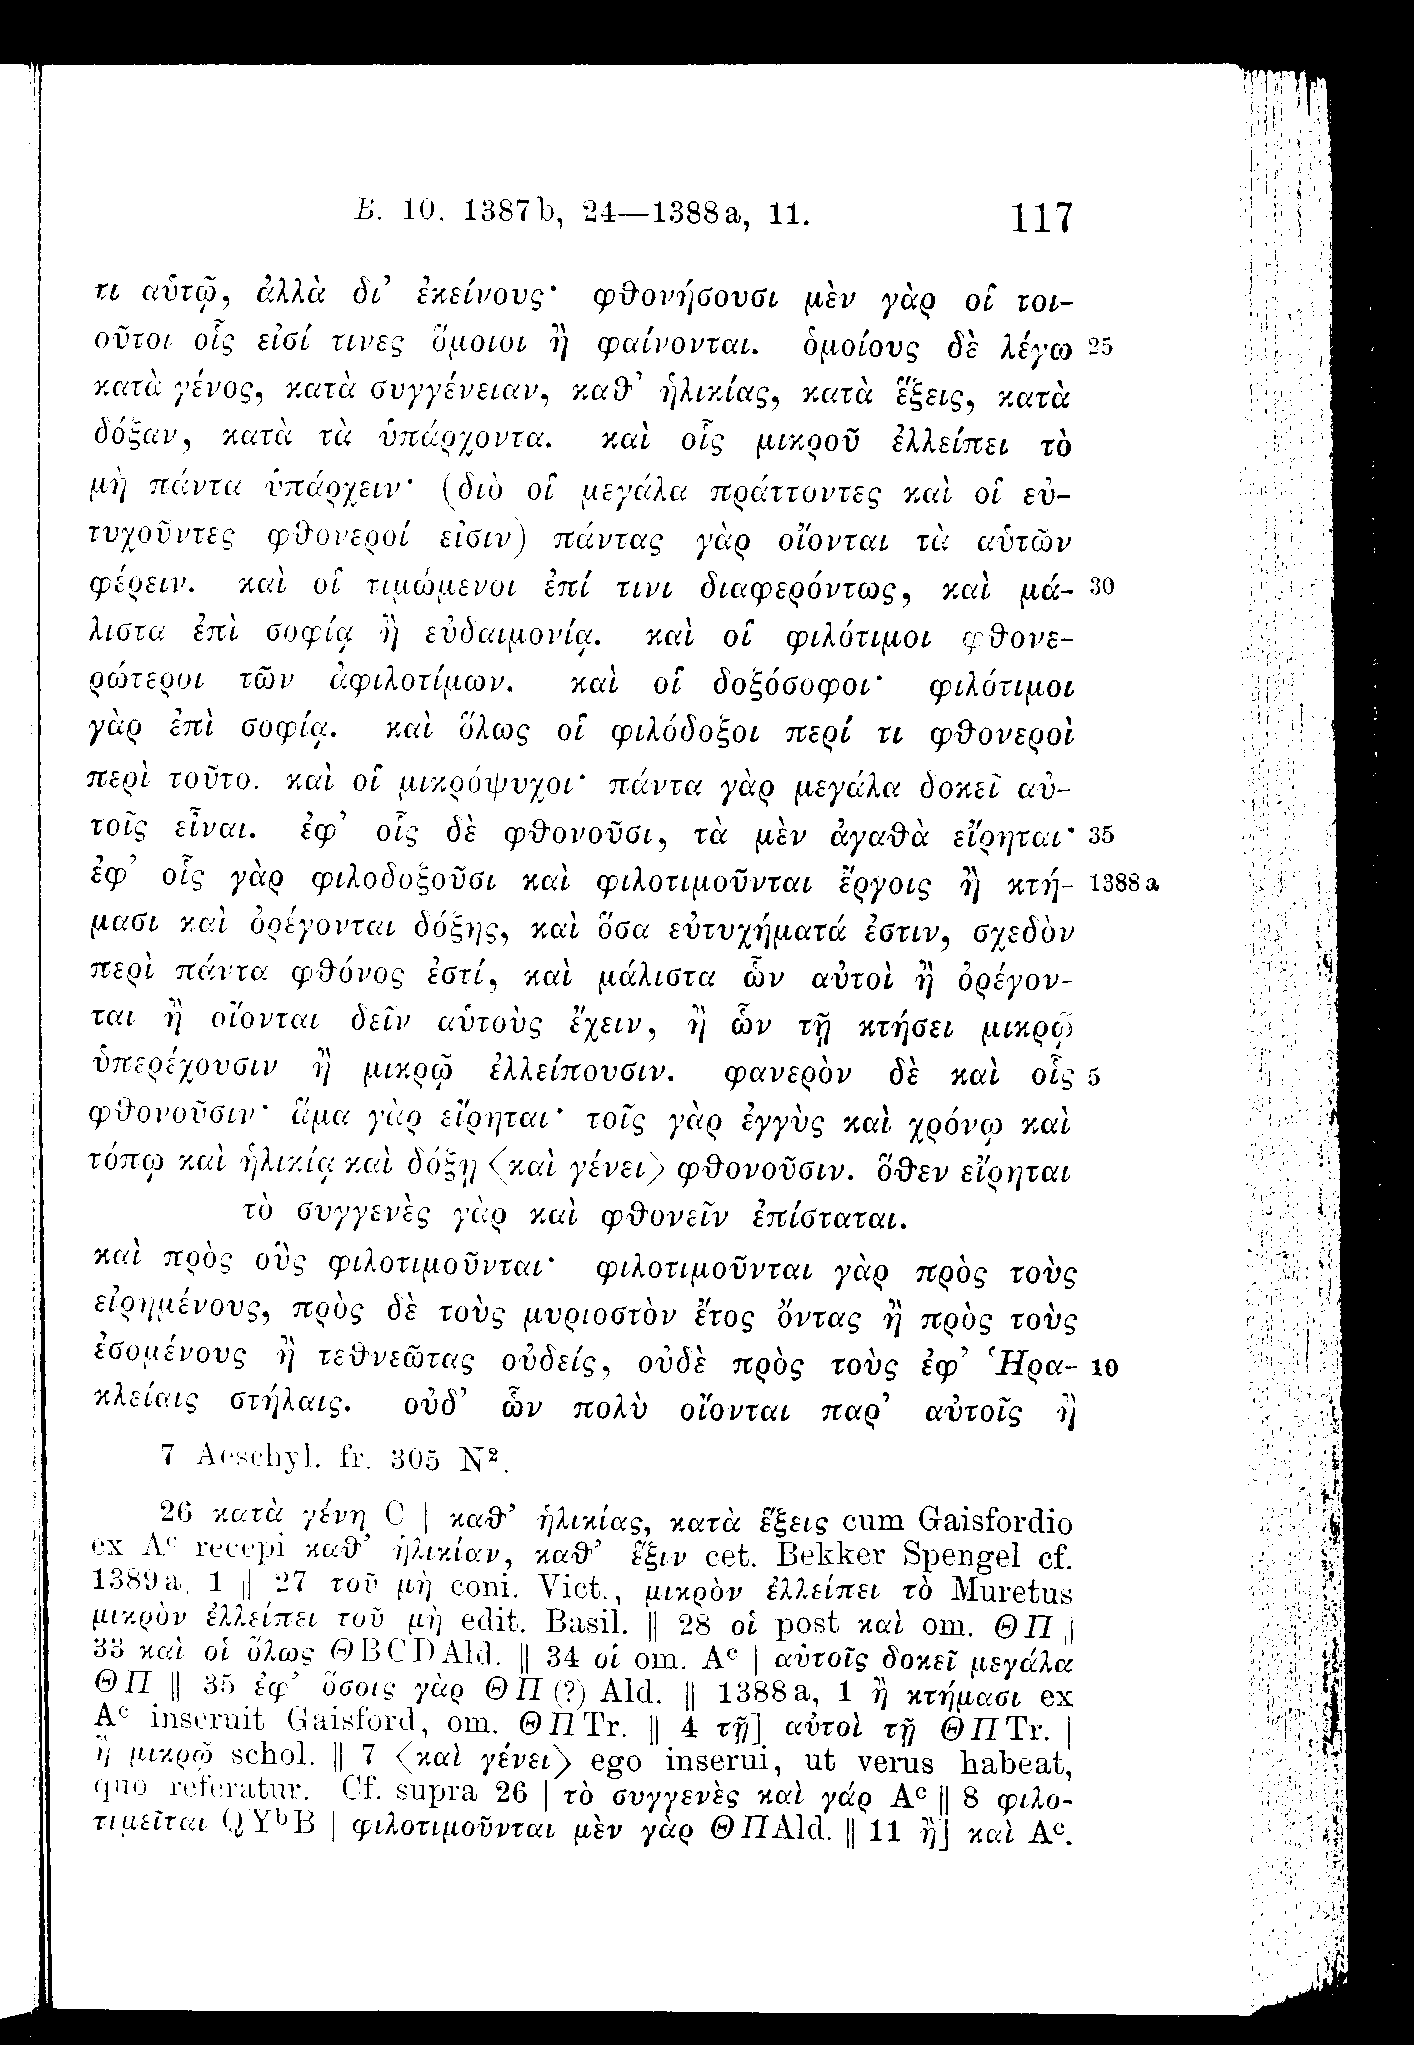 B. 10. 1387b, 24—1388a, 11. 117
τι αὑτῷ, ἀλλὰ δι’ ἐκείνους· φθονήσουσι μὲν γὰρ οἱ τοι-
οῦτοι οἷς εἰσί τινες ὅμοιοι ἢ φαίνονται. ὁμοίους δὲ λέγω 25
κατὰ γένος, κατὰ συγγένειαν, καθ’ ἡλικίας, κατὰ ἕξεις, κατὰ
δόξαν, κατὰ τὰ ὑπάρχοντα. καὶ οἷς μικροῦ ἐλλείπει τὸ
μὴ πάντα ὑπάρχειν· (διὸ οἱ μεγάλα πράττοντες καὶ οἱ εὐ-
τυχοῦντες φθονεροί εἰσιν) πάντας γὰρ οἴονται τὰ αὑτῶν
φέρειν. καὶ οἱ τιμώμενοι ἐπί τινι διαφερόντως, καὶ μά- 30
λιστα ἐπὶ σοφίᾳ ἢ εὐδαιμονίᾳ. καὶ οἱ φιλότιμοι φθονε-
ρώτεροι τῶν ἀφιλοτίμων. καὶ οἱ δοξόσοφοι· φιλότιμοι
γὰρ ἐπὶ σοφίᾳ. καὶ ὅλως οἱ φιλόδοξοι περί τι φθονεροὶ
περὶ τοῦτο. καὶ οἱ μικρόψυχοι· πάντα γὰρ μεγάλα δοκεῖ αὐ-
τοῖς εἶναι. ἐφ’ οἷς δὲ φθονοῦσι, τὰ μὲν ἀγαθὰ εἴρηται· 35
ἐφ’ οἷς γὰρ φιλοδοξοῦσι καὶ φιλοτιμοῦνται ἔργοις ἢ κτή- 1388a
μασι καὶ ὀρέγονται δόξης, καὶ ὅσα εὐτυχήματά ἐστιν, σχεδὸν
περὶ πάντα φθόνος ἐστί, καὶ μάλιστα ὧν αὐτοὶ ἢ ὀρέγον-
ται ἢ οἴονται δεῖν αὑτοὺς ἔχειν, ἢ ὧν τῇ κτήσει μικρῷ
ὑπερέχουσιν ἢ μικρῷ ἐλλείπουσιν. φανερὸν δὲ καὶ οἷς 5
φθονοῦσιν· ἅμα γὰρ εἴρηται· τοῖς γὰρ ἐγγὺς καὶ χρόνῳ καὶ
τόπῳ καὶ ἡλικίᾳ καὶ δόξῃ ⟨καὶ γένει⟩ φθονοῦσιν. ὅθεν εἴρηται
τὸ συγγενὲς γὰρ καὶ φθονεῖν ἐπίσταται.
καὶ πρὸς οὓς φιλοτιμοῦνται· φιλοτιμοῦνται γὰρ πρὸς τοὺς
εἰρημένους, πρὸς δὲ τοὺς μυριοστὸν ἔτος ὄντας ἢ πρὸς τοὺς
ἐσομένους ἢ τεθνεῶτας οὐδείς, οὐδὲ πρὸς τοὺς ἐφ’ Ἡρα- 10
κλείαις στήλαις. οὐδ’ ὧν πολὺ οἴονται παρ’ αὑτοῖς ἢ
7 Aeschyl. fr. 305 N².
26 κατὰ γένη C | καθ’ ἡλικίας, κατὰ ἕξεις cum Gaisfordio
ex Aᶜ recepi καθ’ ἡλικίαν, καθ’ ἕξιν cet. Bekker Spengel cf.
1389a, 1 || 27 τοῦ μὴ coni. Vict., μικρὸν ἐλλείπει τὸ Muretus
μικρὸν ἐλλείπει τοῦ μὴ edit. Basil. || 28 οἱ post καὶ om. ΘΠ |
33 καὶ οἱ ὅλως ΘBCDAld. || 34 οἱ om. Aᶜ | αὐτοῖς δοκεῖ μεγάλα
ΘΠ || 35 ἐφ’ ὅσοις γὰρ ΘΠ (?) Ald. || 1388a, 1 ἢ κτήμασι ex
Aᶜ inseruit Gaisford, om. ΘΠTr. || 4 τῇ] αὐτοὶ τῇ ΘΠTr. |
ἢ μικρῷ schol. || 7 ⟨καὶ γένει⟩ ego inserui, ut verus habeat,
quo referatur. Cf. supra 26 | τὸ συγγενὲς καὶ γάρ Aᶜ || 8 φιλο-
τιμεῖται QYᵇB | φιλοτιμοῦνται μὲν γὰρ ΘΠAld. || 11 ἢ] καὶ Aᶜ.